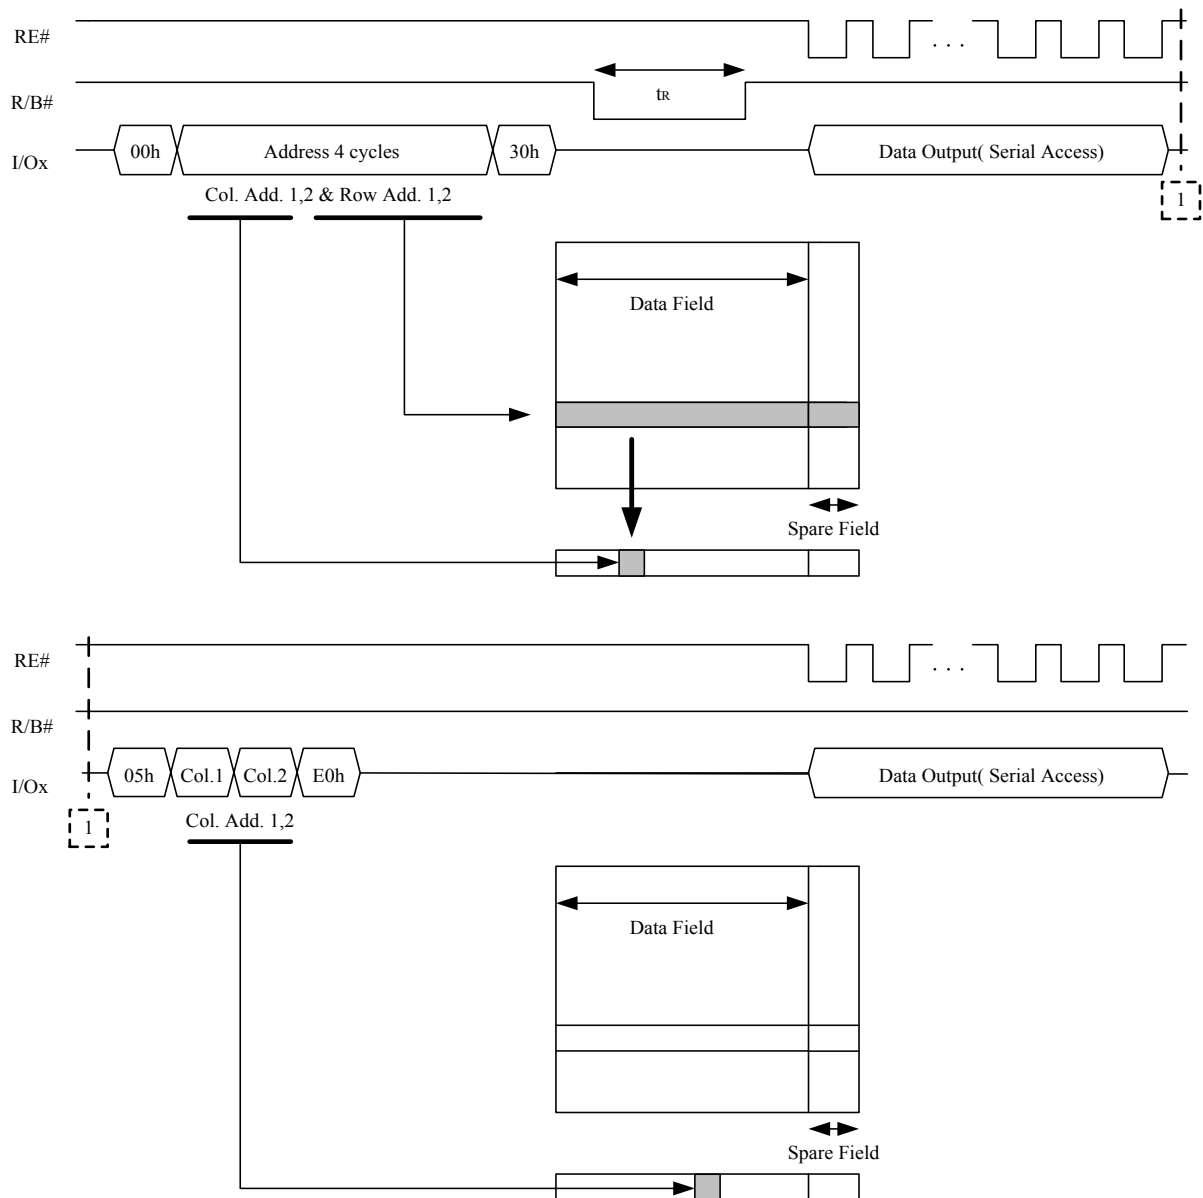 RE#
. . .
R/B#
tR
I/Ox
00h
Address 4 cycles
30h
Data Output( Serial Access)
Col. Add. 1,2 & Row Add. 1,2
1
Data Field
Spare Field
RE#
. . .
R/B#
I/Ox
05h
Col.1
Col.2
E0h
Data Output( Serial Access)
1
Col. Add. 1,2
Data Field
Spare Field